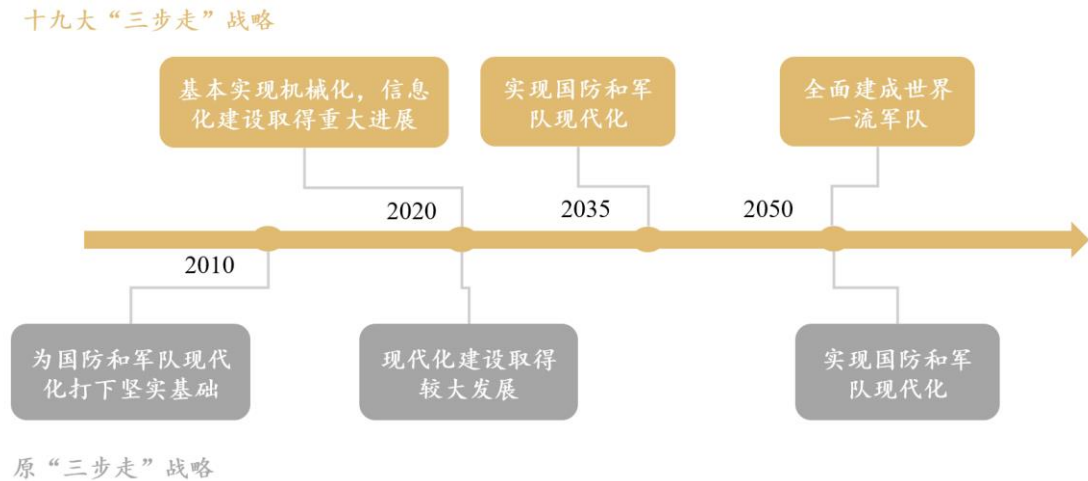 十九大“三步走”战略
基本实现机械化，信息
化建设取得重大进展
实现国防和军
队现代化
全面建成世界
一流军队
2020
2035
2050
2010
为国防和军队现代
化打下坚实基础
现代化建设取得
较大发展
实现国防和军
队现代化
原“三步走”战略